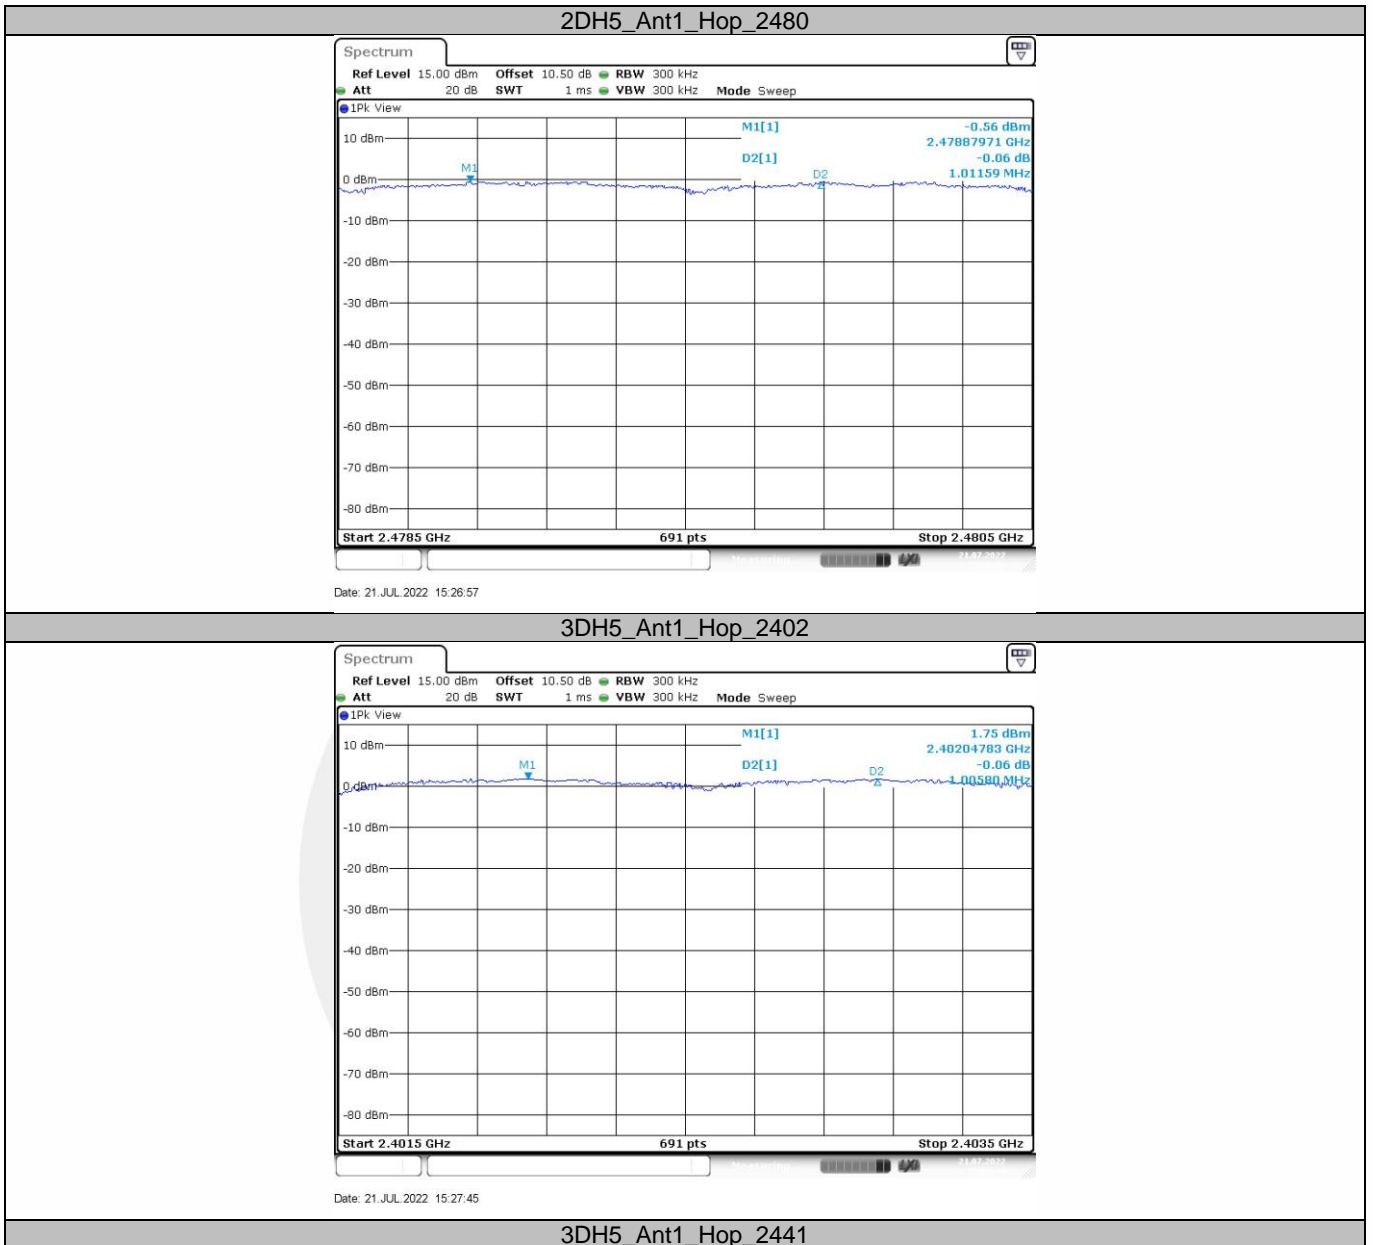 2DH5_Ant1_Hop_2480
Spectrum
Ref Level 15.00 dBm Offset 10.50 dB RBW 300 kHz
Att 20 dB SWT 1 ms VBW 300 kHz Mode Sweep
1Pk View
M1[1] -0.56 dBm
2.47887971 GHz
D2[1] -0.06 dB
1.01159 MHz
10 dBm
M1
D2
0 dBm
-10 dBm
-20 dBm
-30 dBm
-40 dBm
-50 dBm
-60 dBm
-70 dBm
-80 dBm
Start 2.4785 GHz 691 pts Stop 2.4805 GHz
Measuring 21.07.2022
Date: 21.JUL.2022 15:26:57
3DH5_Ant1_Hop_2402
Spectrum
Ref Level 15.00 dBm Offset 10.50 dB RBW 300 kHz
Att 20 dB SWT 1 ms VBW 300 kHz Mode Sweep
1Pk View
M1[1] 1.75 dBm
2.40204783 GHz
D2[1] -0.06 dB
1.00580 MHz
10 dBm
M1
D2
0 dBm
-10 dBm
-20 dBm
-30 dBm
-40 dBm
-50 dBm
-60 dBm
-70 dBm
-80 dBm
Start 2.4015 GHz 691 pts Stop 2.4035 GHz
Measuring 21.07.2022
Date: 21.JUL.2022 15:27:45
3DH5_Ant1_Hop_2441